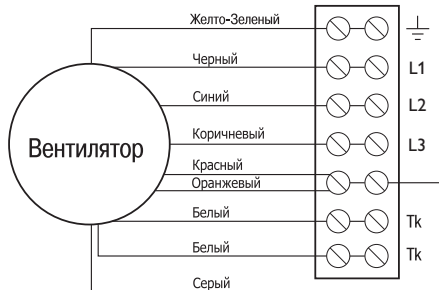 Желто-Зеленый
Черный
L1
Синий
L2
Коричневый
L3
Вентилятор
Красный
Оранжевый
Белый
Tk
Белый
Tk
Серый